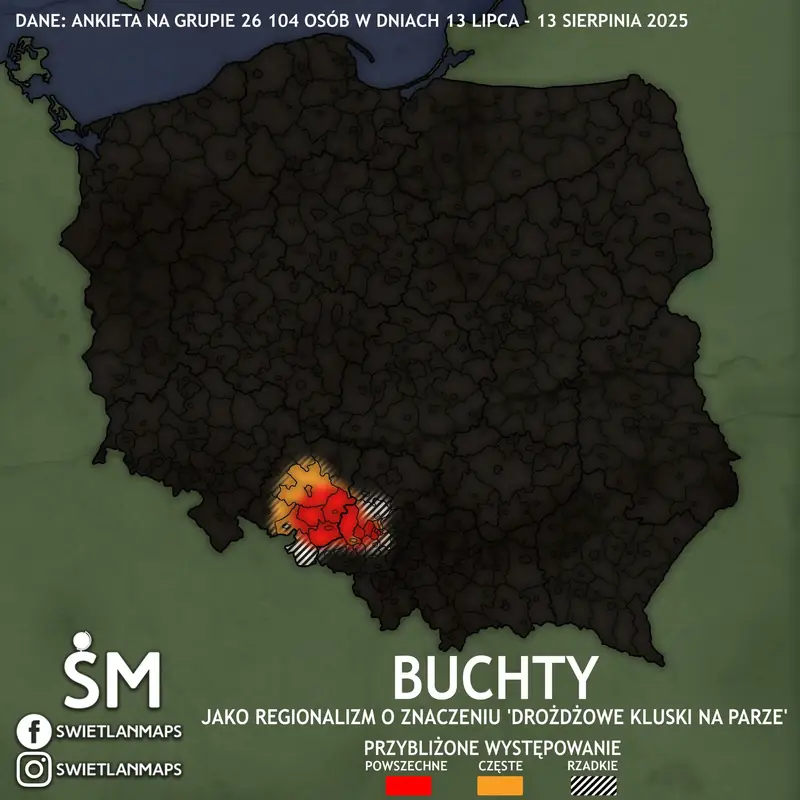 DANE: ANKIETA NA GRUPIE 26 104 OSÓB W DNIACH 13 LIPCA - 13 SIERPINIA 2025
ŚM
SWIETLANMAPS
SWIETLANMAPS
BUCHTY
JAKO REGIONALIZM O ZNACZENIU 'DROŻDŻOWE KLUSKI NA PARZE'
PRZYBLIŻONE WYSTĘPOWANIE
POWSZECHNE CZĘSTE RZADKIE